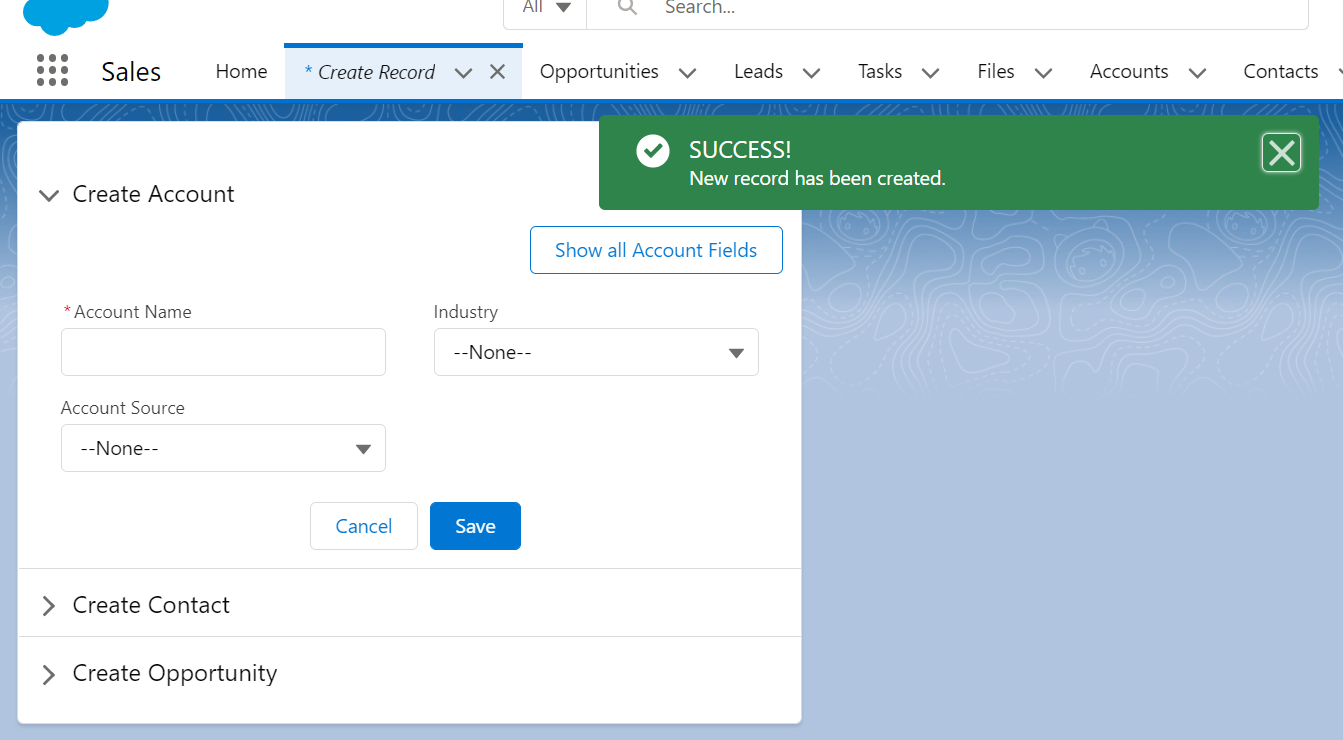 All Search...
Sales Home * Create Record Opportunities Leads Tasks Files Accounts Contacts
SUCCESS!
New record has been created.
Create Account
Show all Account Fields
*Account Name Industry
--None--
Account Source
--None--
Cancel Save
Create Contact
Create Opportunity